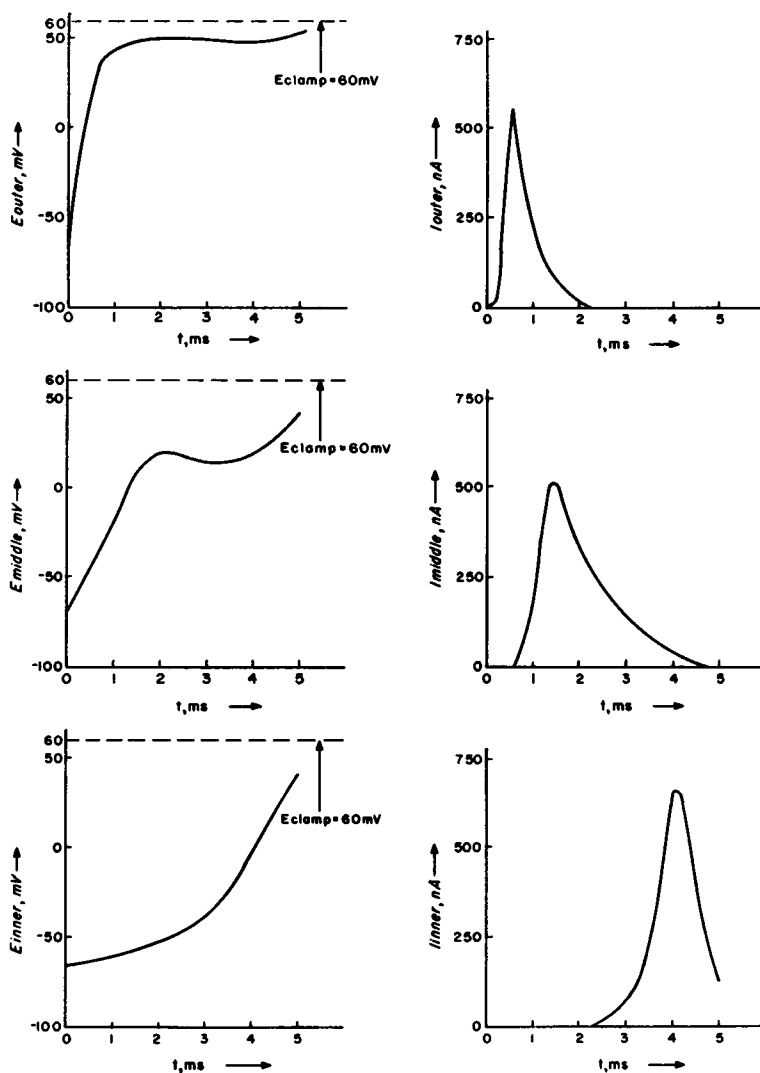 60
50
0
-50
-100
Eouter, mV
Eclamp=60mV
0 1 2 3 4 5
t,ms
750
500
250
0
Iouter, nA
0 1 2 3 4 5
t,ms
60
50
0
-50
-100
Emiddle, mV
Eclamp=60mV
0 1 2 3 4 5
t,ms
750
500
250
0
Imiddle, nA
0 1 2 3 4 5
t,ms
60
50
0
-50
-100
Einner, mV
Eclamp=60mV
0 1 2 3 4 5
t,ms
750
500
250
0
Iinner, nA
0 1 2 3 4 5
t,ms